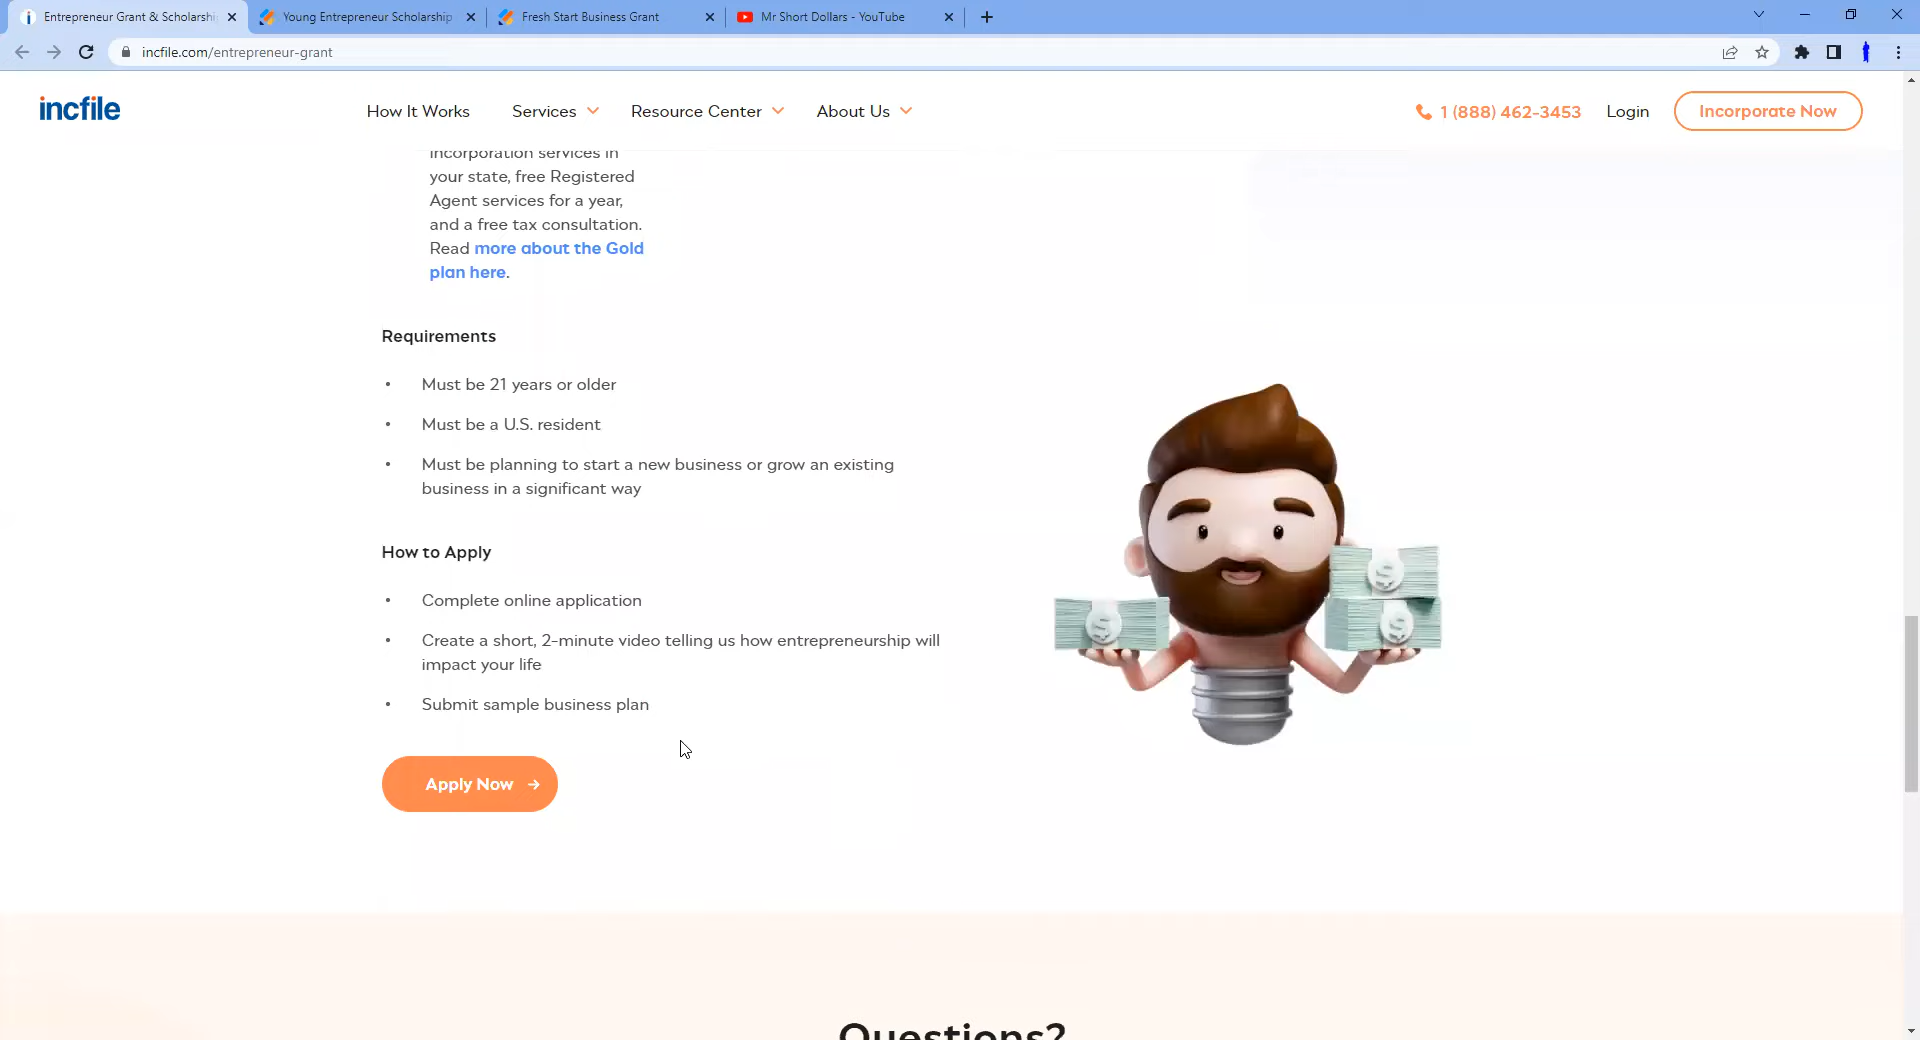 Entrepreneur Grant & Scholarshi
Young Entrepreneur Scholarship
Fresh Start Business Grant
Mr Short Dollars - YouTube
incfile.com/entrepreneur-grant
incfile
How It Works
Services
Resource Center
About Us
1 (888) 462-3453
Login
Incorporate Now
incorporation services in
your state, free Registered
Agent services for a year,
and a free tax consultation.
Read more about the Gold
plan here.
Requirements
• Must be 21 years or older
• Must be a U.S. resident
• Must be planning to start a new business or grow an existing
business in a significant way
How to Apply
• Complete online application
• Create a short, 2-minute video telling us how entrepreneurship will
impact your life
• Submit sample business plan
Apply Now →
Questions?